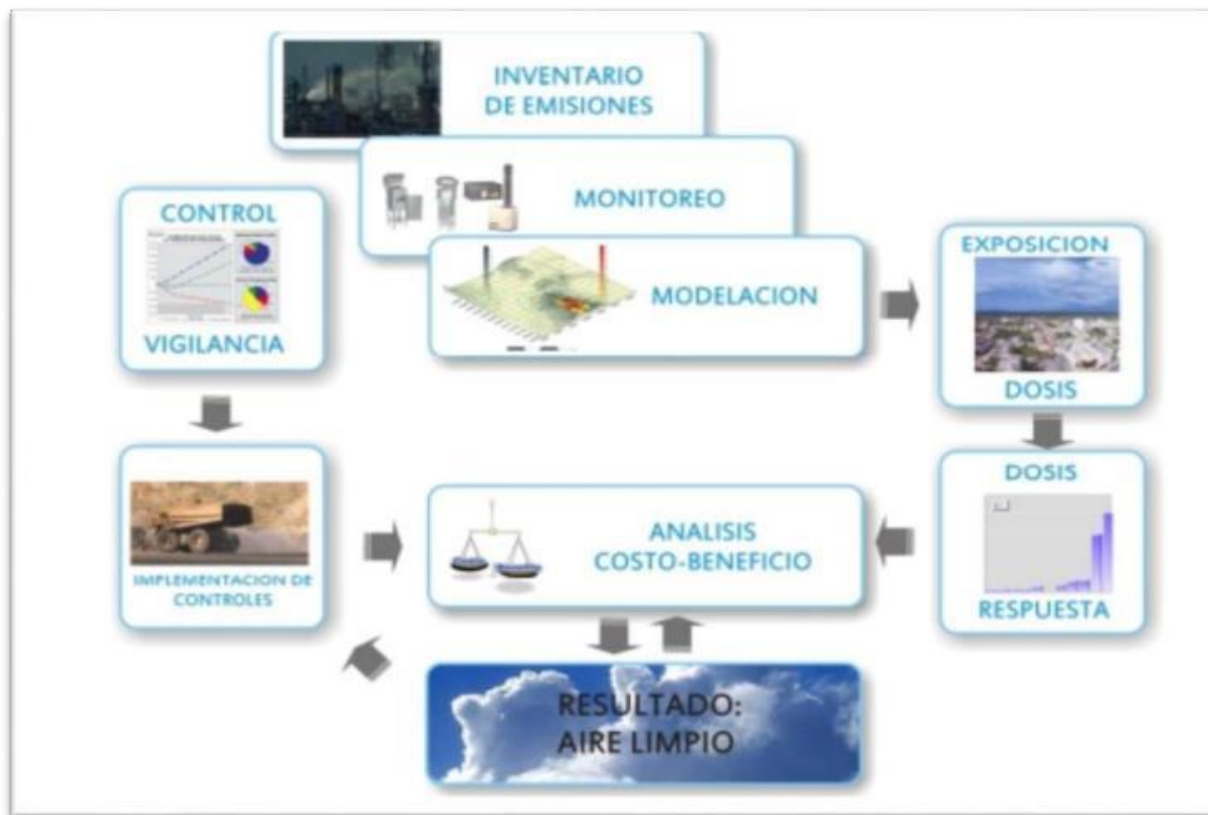 INVENTARIO
DE EMISIONES
MONITOREO
MODELACION
CONTROL
VIGILANCIA
EXPOSICION
DOSIS
DOSIS
RESPUESTA
IMPLEMENTACION DE
CONTROLES
ANALISIS
COSTO-BENEFICIO
RESULTADO:
AIRE LIMPIO